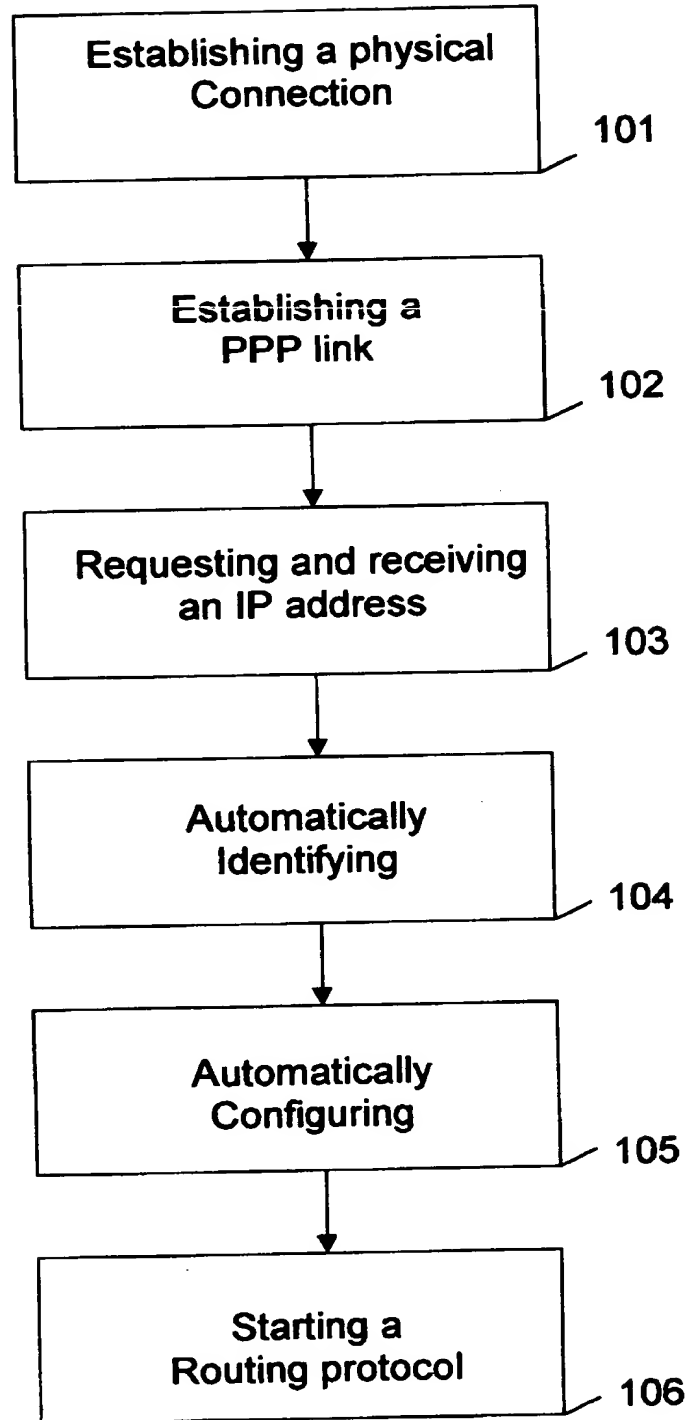 Establishing a physical
Connection
101
Establishing a
PPP link
102
Requesting and receiving
an IP address
103
Automatically
Identifying
104
Automatically
Configuring
105
Starting a
Routing protocol
106